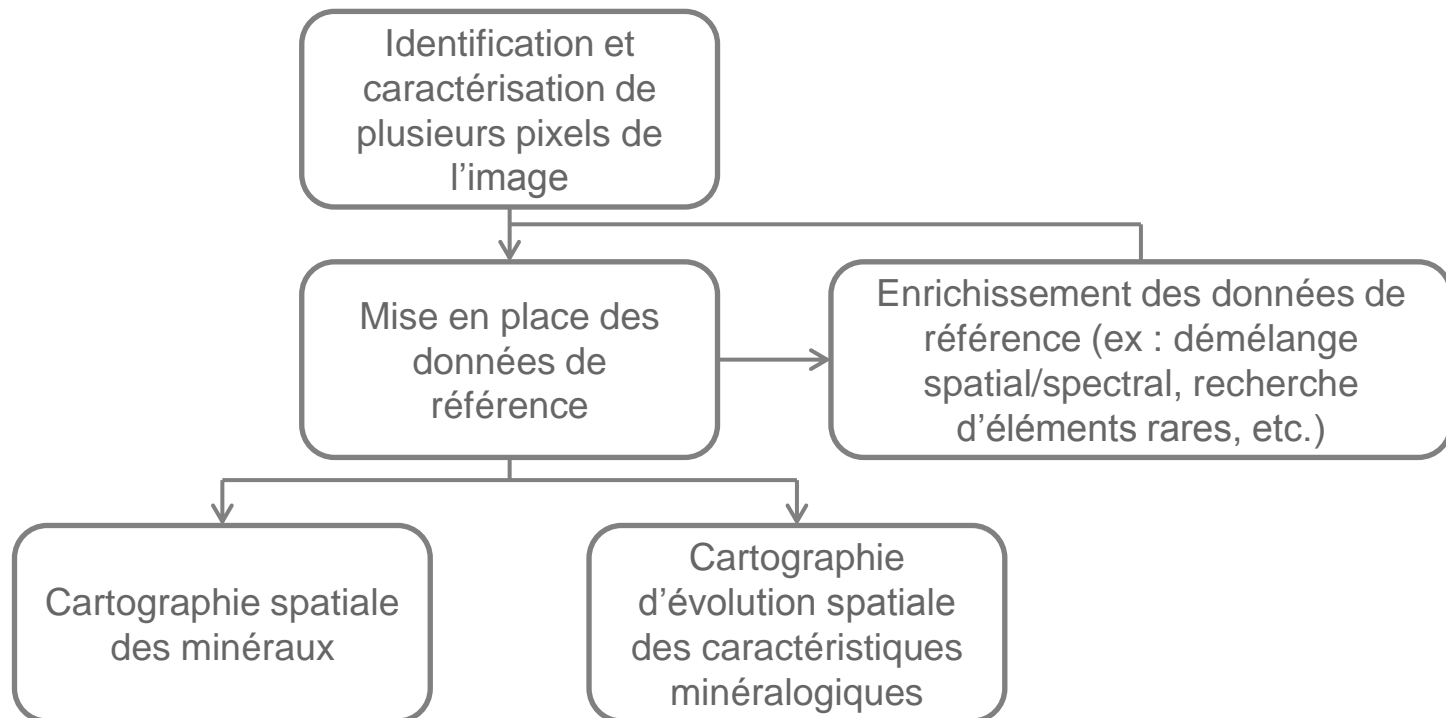 Identification et
caractérisation de
plusieurs pixels de
l’image
Mise en place des
données de
référence
Enrichissement des données de
référence (ex : démélange
spatial/spectral, recherche
d’éléments rares, etc.)
Cartographie spatiale
des minéraux
Cartographie
d’évolution spatiale
des caractéristiques
minéralogiques